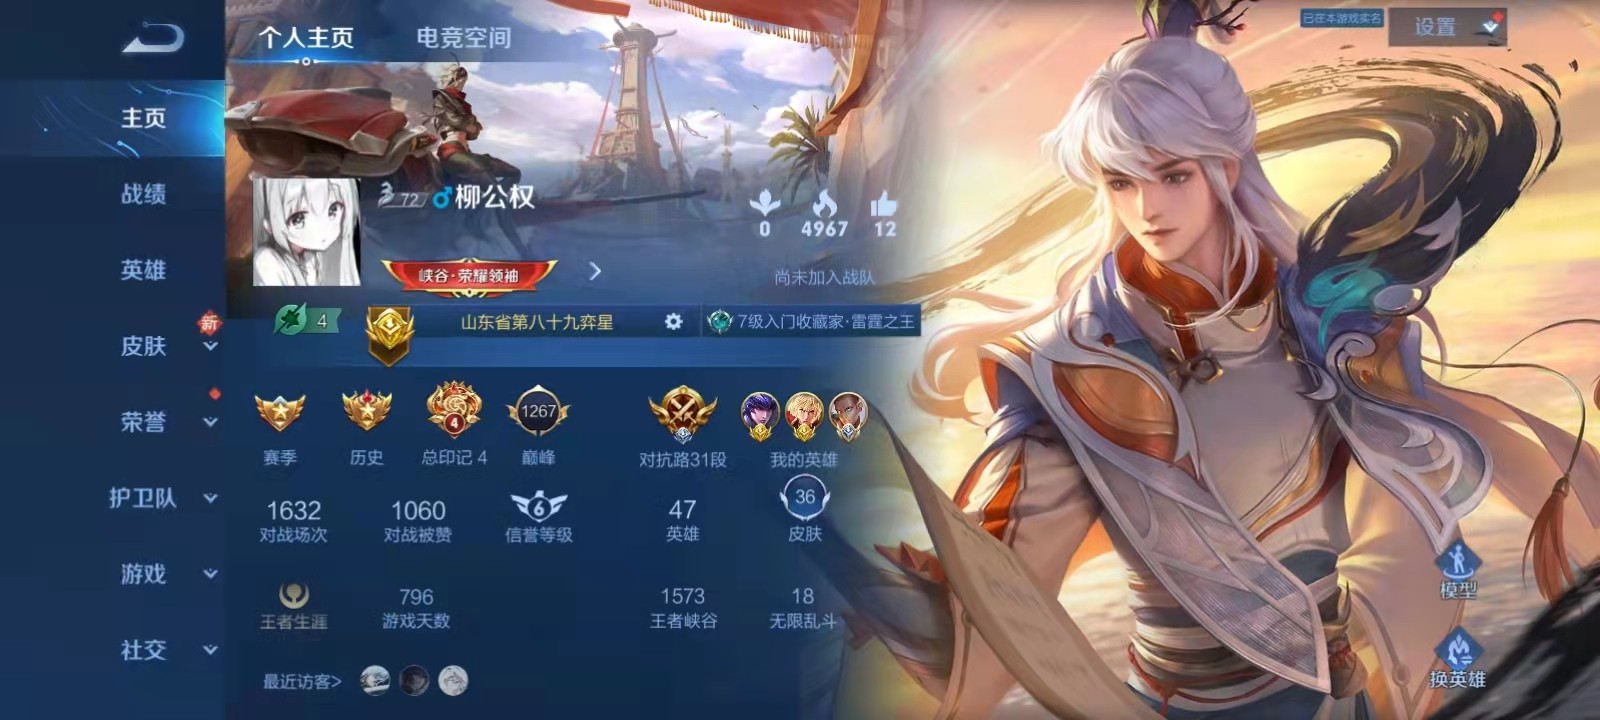 个人主页 电竞空间
已在本游戏实名
设置
主页
战绩
英雄
新
皮肤
荣誉
护卫队
游戏
社交
72 柳公权
0 4967 12
峡谷·荣耀领袖
尚未加入战队
4 山东省第八十九弈星 7级入门收藏家·雷霆之王
4 1267
赛季 历史 总印记 4 巅峰 对抗路31段 我的英雄
1632 1060 6 47 36
对战场次 对战被赞 信誉等级 英雄 皮肤
796 1573 18
王者生涯 游戏天数 王者峡谷 无限乱斗
最近访客>
模型
换英雄